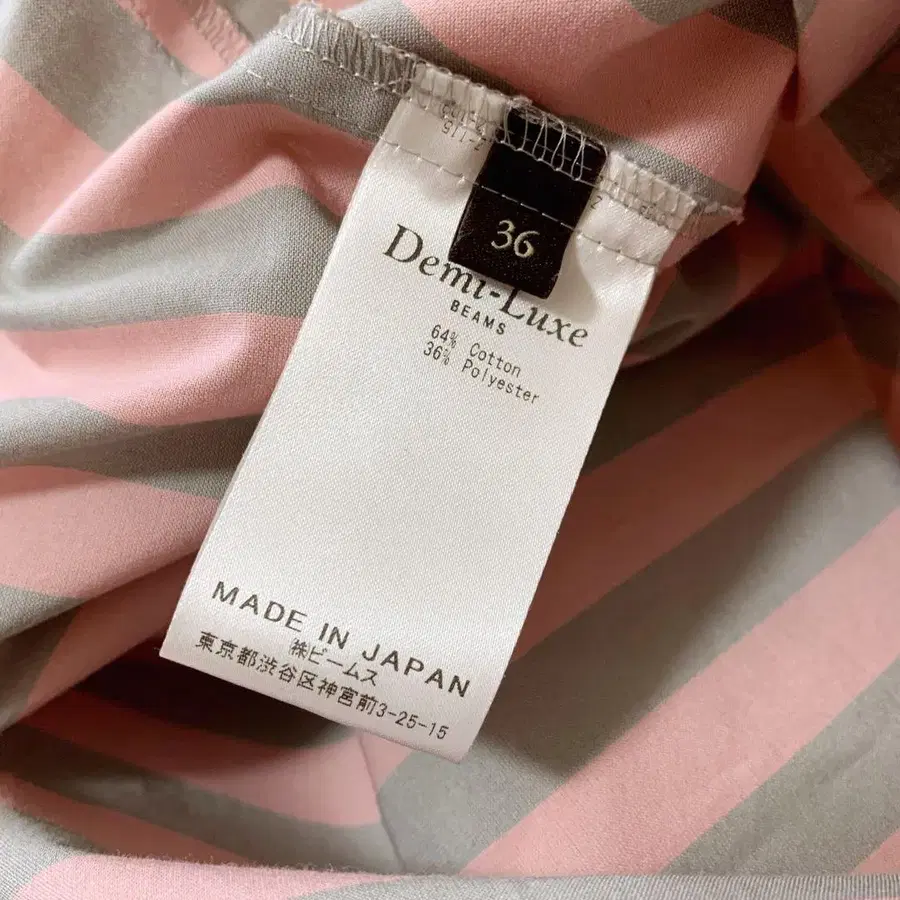 36
Demi-Luxe
BEAMS
64% Cotton
36% Polyester
MADE IN JAPAN
㈱ビームス
東京都渋谷区神宮前3-25-15